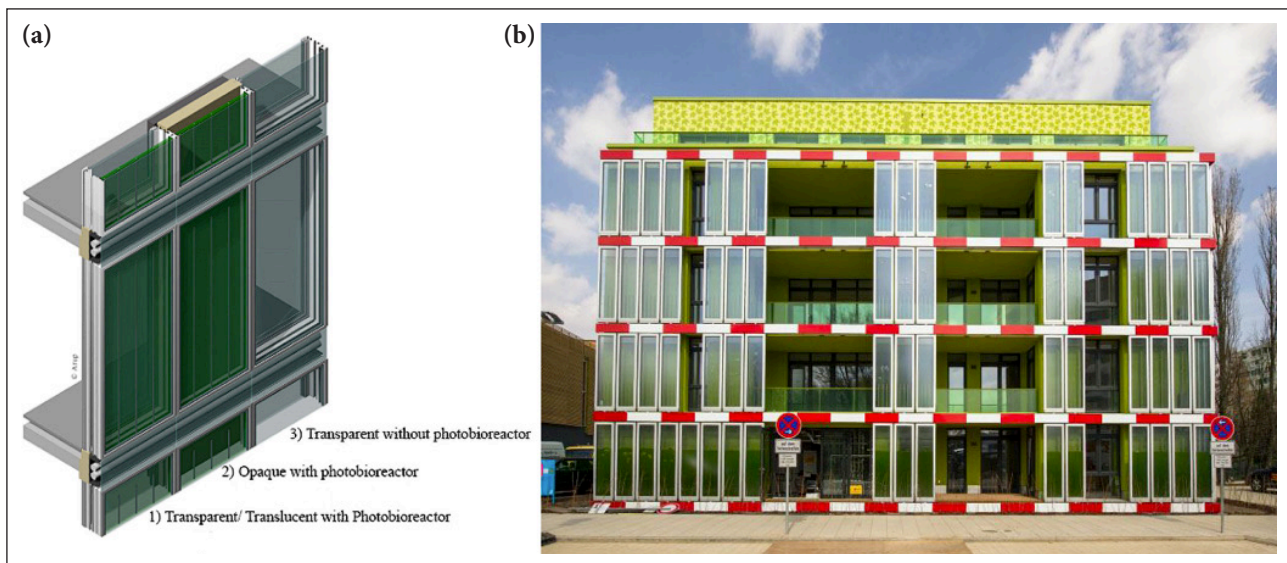 (a)
(b)
© Arup
3) Transparent without photobioreactor
2) Opaque with photobioreactor
1) Transparent/ Translucent with Photobioreactor